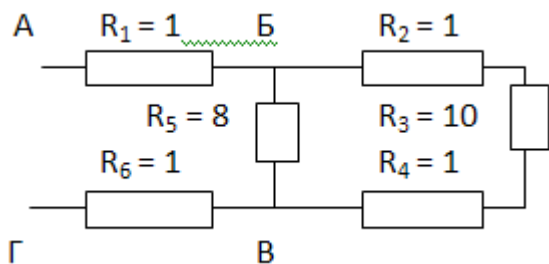 А R₁ = 1 Б R₂ = 1
R₅ = 8 R₃ = 10
R₆ = 1 R₄ = 1
Г В